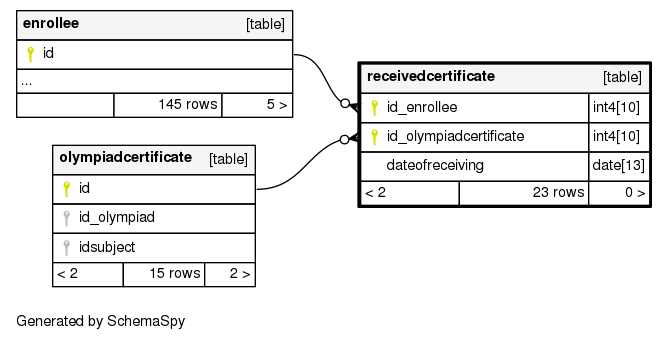 enrollee [table]
id
...
145 rows 5 >
receivedcertificate [table]
id_enrollee int4[10]
id_olympiadcertificate int4[10]
dateofreceiving date[13]
< 2 23 rows 0 >
olympiadcertificate [table]
id
id_olympiad
idsubject
< 2 15 rows 2 >
Generated by SchemaSpy